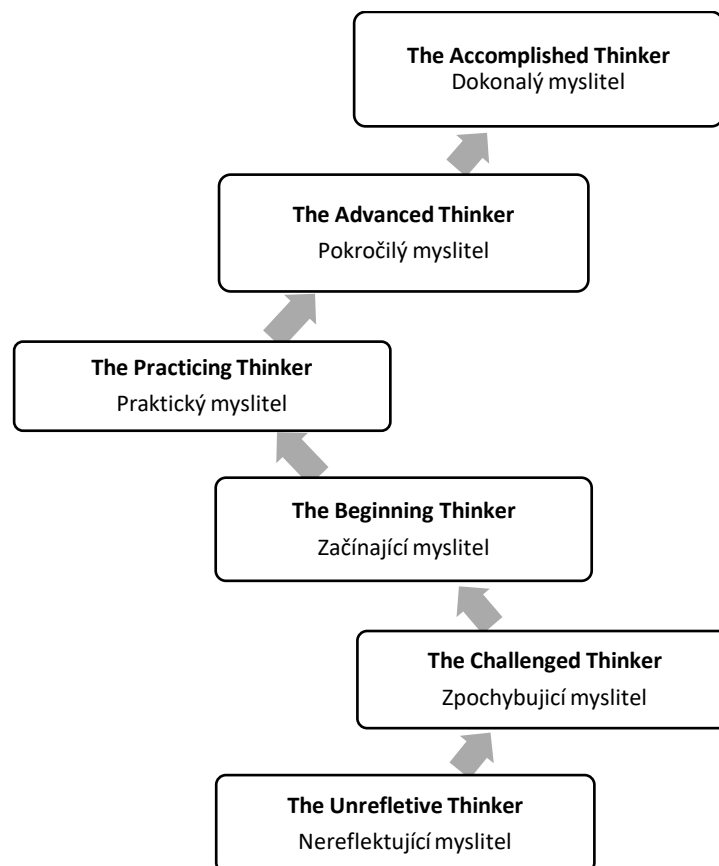 The Accomplished Thinker
Dokonalý myslitel
The Advanced Thinker
Pokročilý myslitel
The Practicing Thinker
Praktický myslitel
The Beginning Thinker
Začínající myslitel
The Challenged Thinker
Zpochybujicí myslitel
The Unrefletive Thinker
Nereflektující myslitel